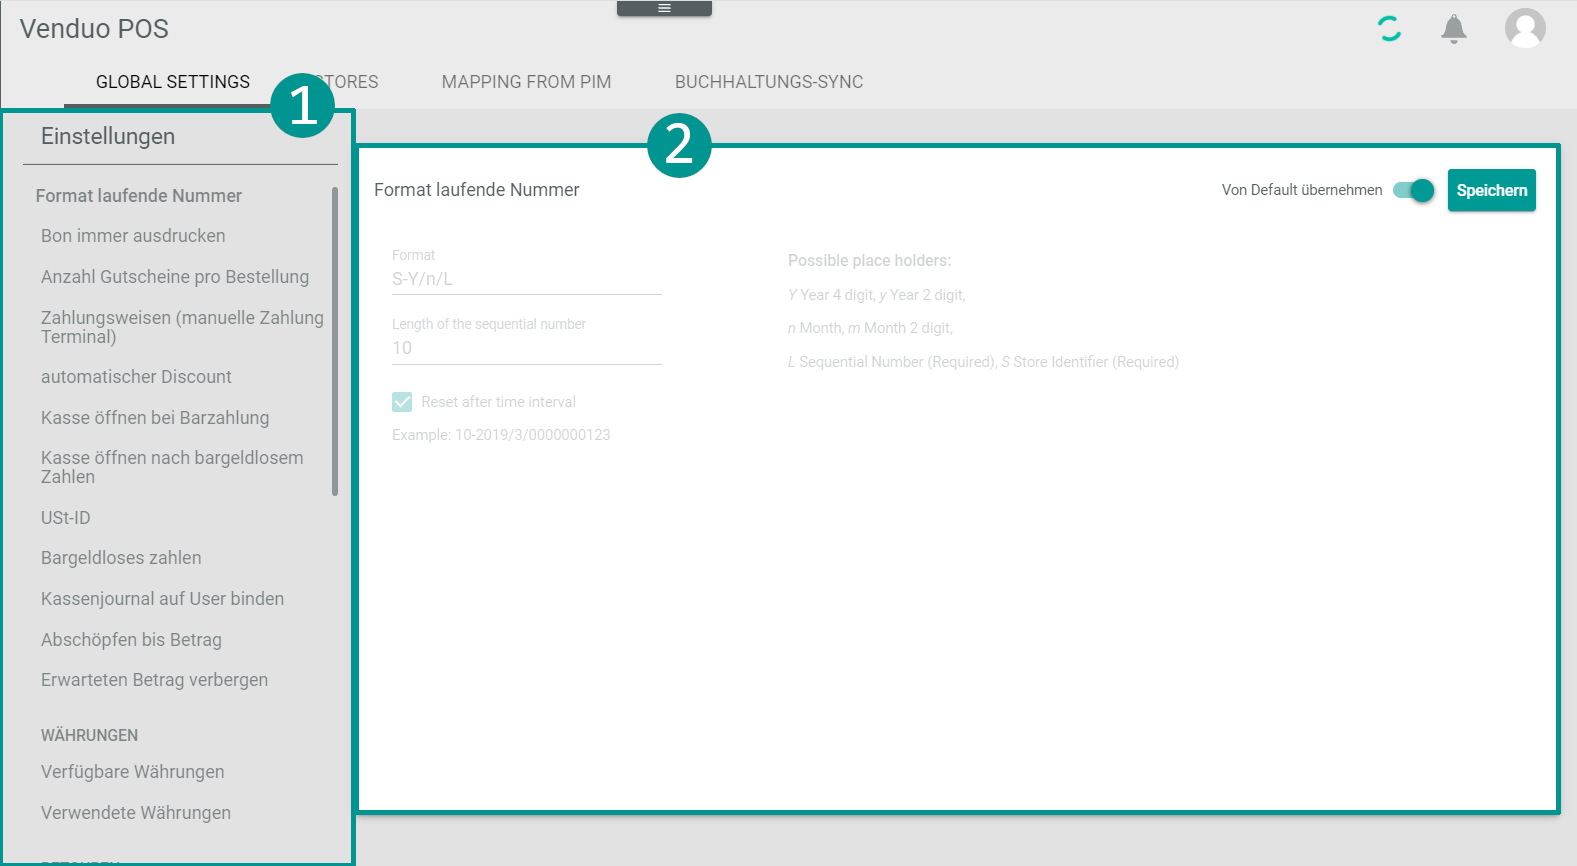 Venduo POS
GLOBAL SETTINGS
STORES
MAPPING FROM PIM
BUCHHALTUNGS-SYNC
1
Einstellungen
Format laufende Nummer
Bon immer ausdrucken
Anzahl Gutscheine pro Bestellung
Zahlungsweisen (manuelle Zahlung
Terminal)
automatischer Discount
Kasse öffnen bei Barzahlung
Kasse öffnen nach bargeldlosem
Zahlen
USt-ID
Bargeldloses zahlen
Kassenjournal auf User binden
Abschöpfen bis Betrag
Erwarteten Betrag verbergen
WÄHRUNGEN
Verfügbare Währungen
Verwendete Währungen
2
Format laufende Nummer
Von Default übernehmen
Speichern
Format
S-Y/n/L
Length of the sequential number
10
Reset after time interval
Example: 10-2019/3/0000000123
Possible place holders:
Y Year 4 digit, y Year 2 digit,
n Month, m Month 2 digit,
L Sequential Number (Required), S Store Identifier (Required)